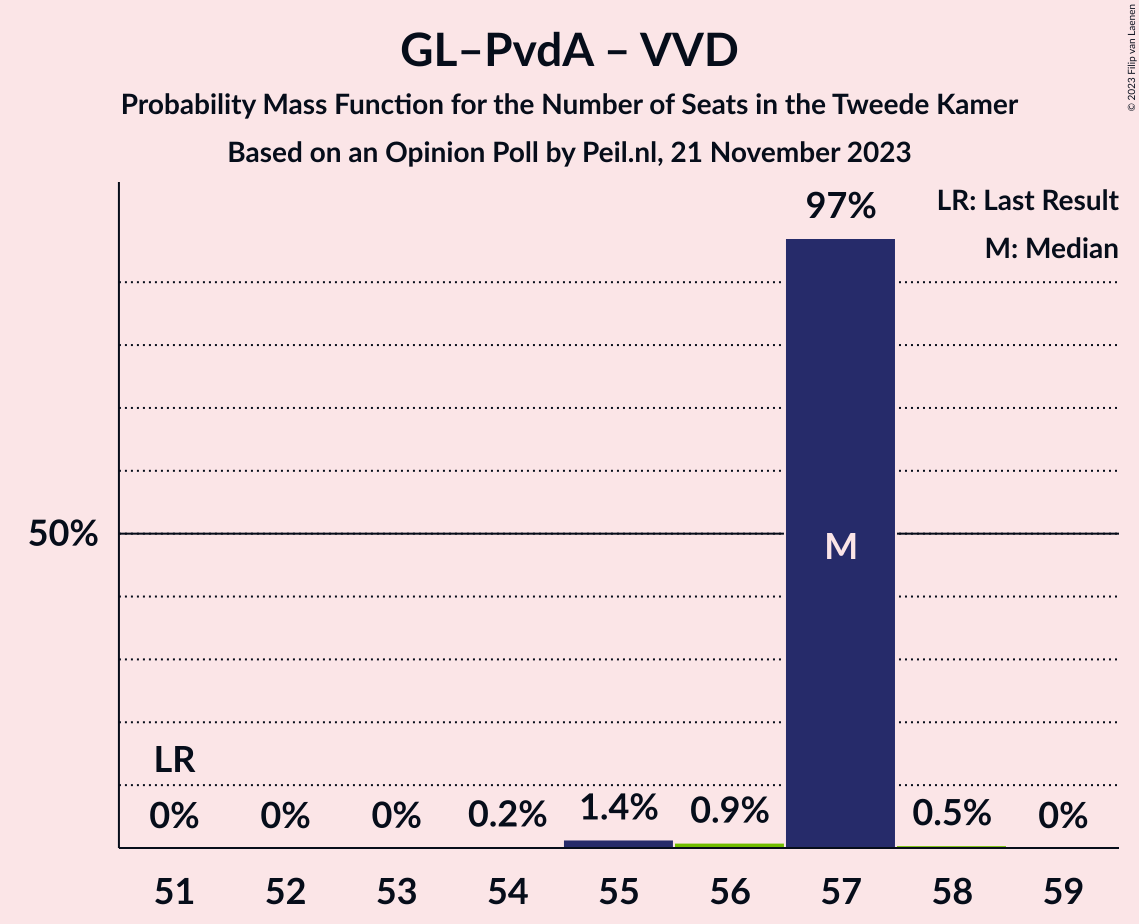 GL–PvdA – VVD
Probability Mass Function for the Number of Seats in the Tweede Kamer
Based on an Opinion Poll by Peil.nl, 21 November 2023
© 2023 Filip van Laenen
LR: Last Result
M: Median
97%
50%
M
LR
0% 0% 0% 0.2% 1.4% 0.9% 0.5% 0%
51 52 53 54 55 56 57 58 59